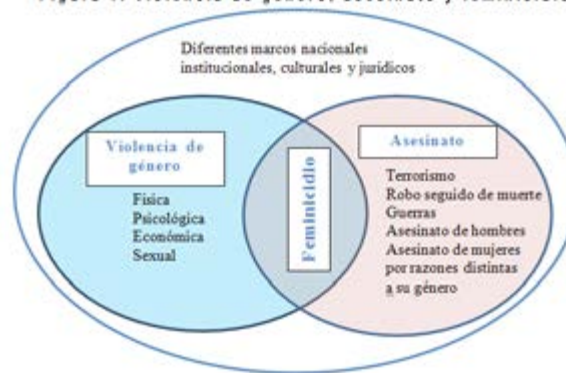 Diferentes marcos nacionales
institucionales, culturales y jurídicos
Violencia de
género
Física
Psicológica
Económica
Sexual
Feminicidio
Asesinato
Terrorismo
Robo seguido de muerte
Guerras
Asesinato de hombres
Asesinato de mujeres
por razones distintas
a su género